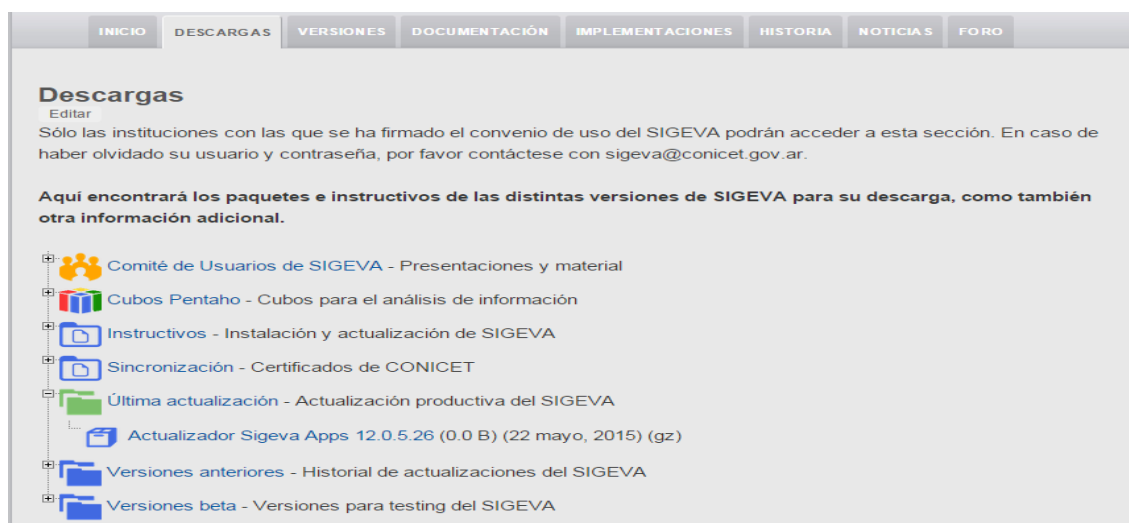 INICIO DESCARGAS VERSIONES DOCUMENTACIÓN IMPLEMENTACIONES HISTORIA NOTICIAS FORO
Descargas
Editar
Sólo las instituciones con las que se ha firmado el convenio de uso del SIGEVA podrán acceder a esta sección. En caso de
haber olvidado su usuario y contraseña, por favor contáctese con sigeva@conicet.gov.ar.
Aquí encontrará los paquetes e instructivos de las distintas versiones de SIGEVA para su descarga, como también
otra información adicional.
Comité de Usuarios de SIGEVA - Presentaciones y material
Cubos Pentaho - Cubos para el análisis de información
Instructivos - Instalación y actualización de SIGEVA
Sincronización - Certificados de CONICET
Última actualización - Actualización productiva del SIGEVA
Actualizador Sigeva Apps 12.0.5.26 (0.0 B) (22 mayo, 2015) (gz)
Versiones anteriores - Historial de actualizaciones del SIGEVA
Versiones beta - Versiones para testing del SIGEVA